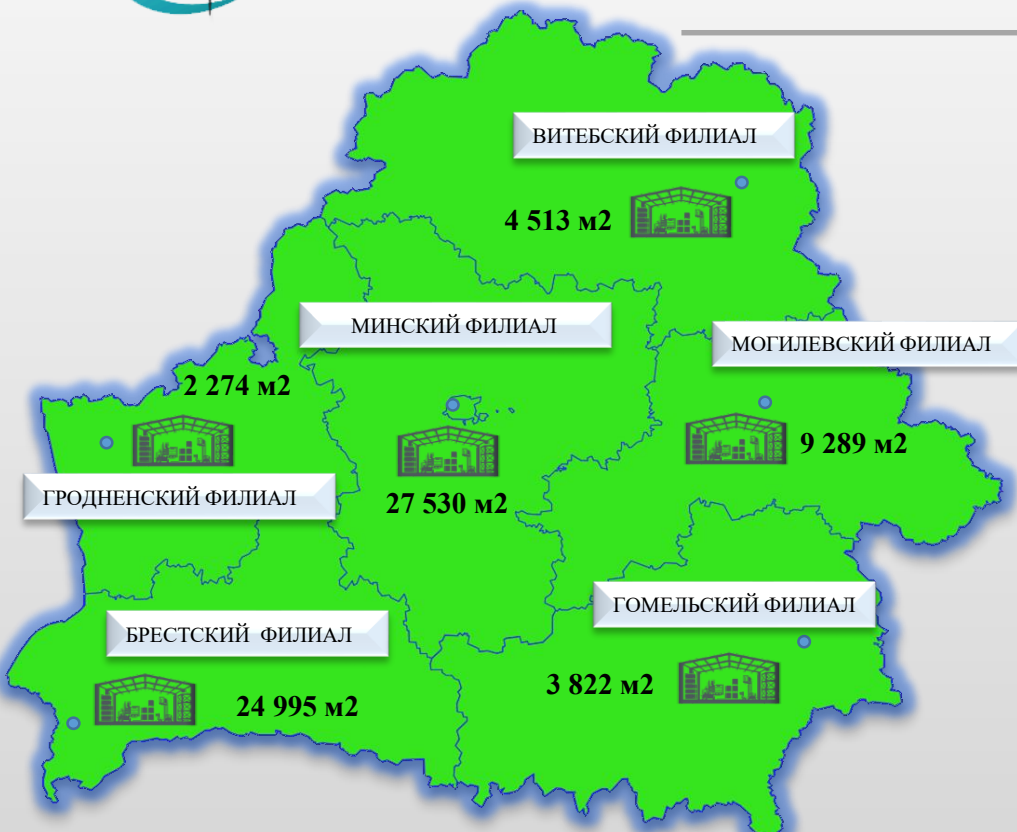 ВИТЕБСКИЙ ФИЛИАЛ
4 513 м2
МИНСКИЙ ФИЛИАЛ
МОГИЛЕВСКИЙ ФИЛИАЛ
2 274 м2
9 289 м2
ГРОДНЕНСКИЙ ФИЛИАЛ
27 530 м2
ГОМЕЛЬСКИЙ ФИЛИАЛ
БРЕСТСКИЙ ФИЛИАЛ
3 822 м2
24 995 м2